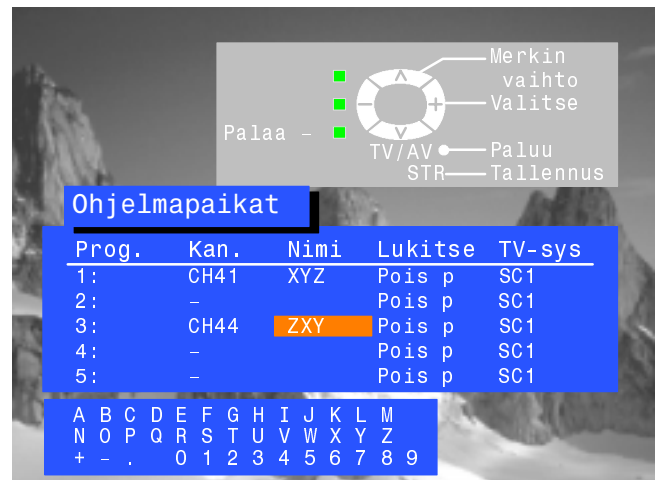 Merkin
vaihto
Valitse
Palaa –
TV/AV Paluu
STR Tallennus
Ohjelmapaikat
Prog. Kan. Nimi Lukitse TV-sys
1: CH41 XYZ Pois p SC1
2: – Pois p SC1
3: CH44 ZXY Pois p SC1
4: – Pois p SC1
5: – Pois p SC1
A B C D E F G H I J K L M
N O P Q R S T U V W X Y Z
+ – . 0 1 2 3 4 5 6 7 8 9